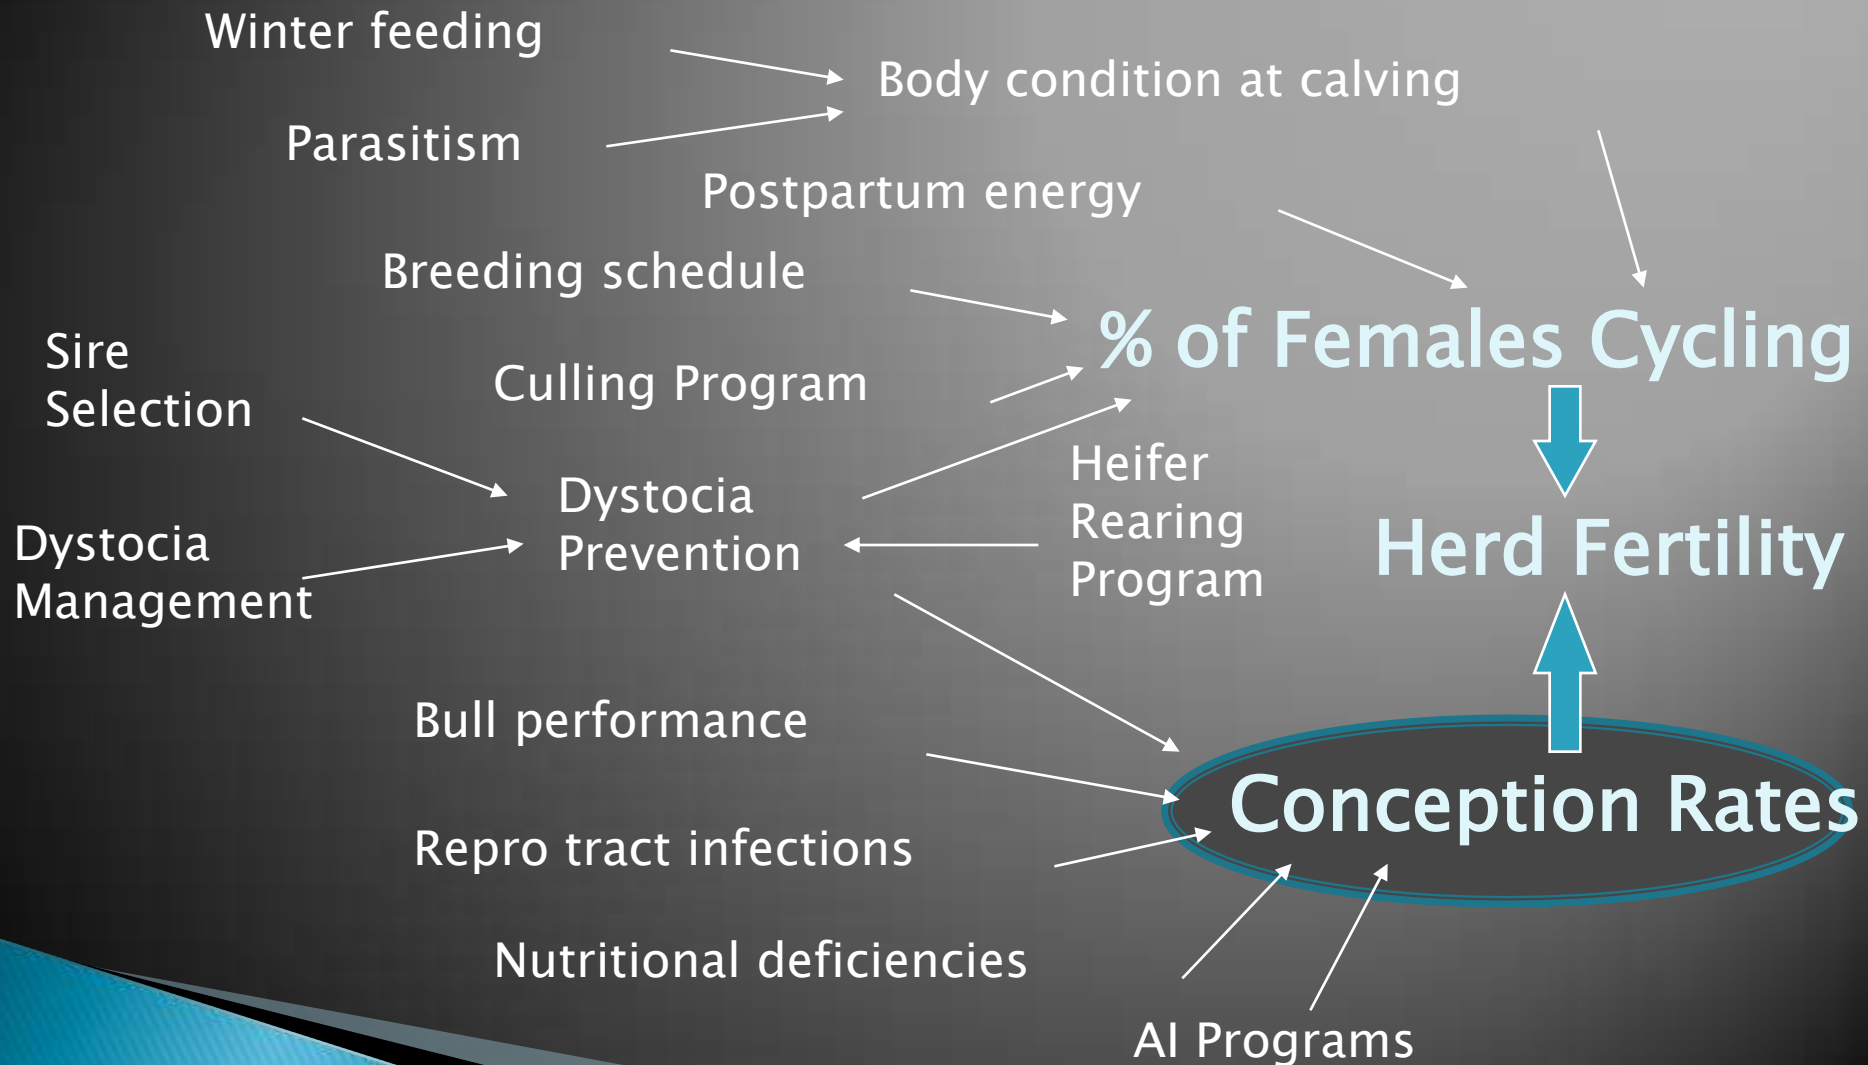 Winter feeding
Body condition at calving
Parasitism
Postpartum energy
Breeding schedule
% of Females Cycling
Sire
Selection
Culling Program
Heifer
Rearing
Program
Dystocia
Prevention
Dystocia
Management
Herd Fertility
Bull performance
Conception Rates
Repro tract infections
Nutritional deficiencies
AI Programs